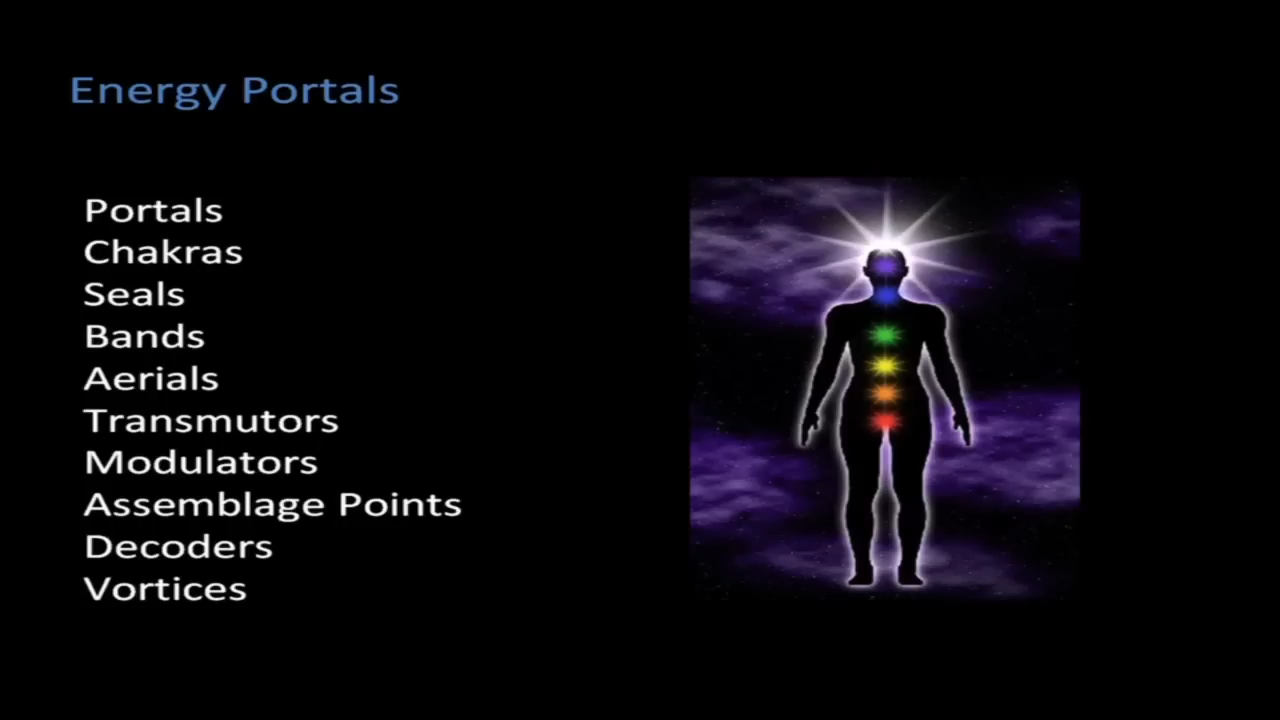 Energy Portals
Portals
Chakras
Seals
Bands
Aerials
Transmutors
Modulators
Assemblage Points
Decoders
Vortices